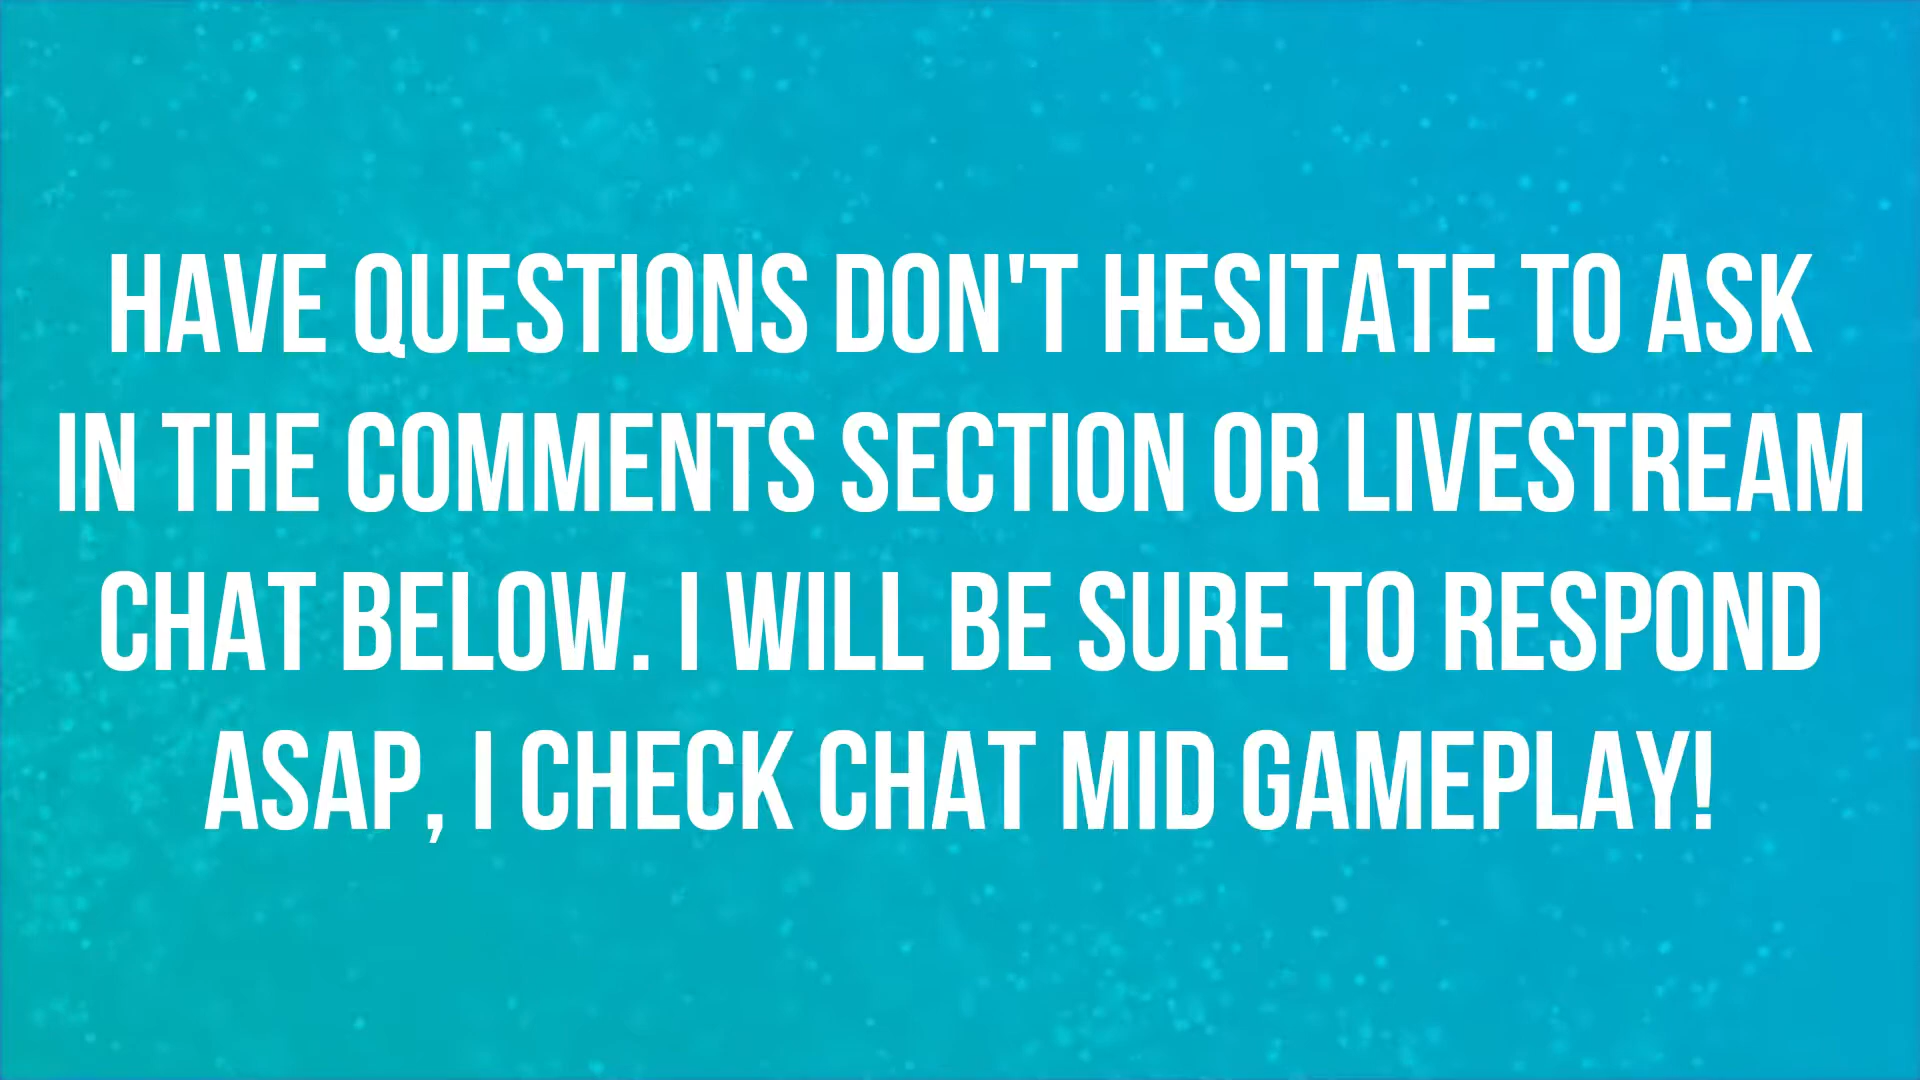 HAVE QUESTIONS DON'T HESITATE TO ASK
IN THE COMMENTS SECTION OR LIVESTREAM
CHAT BELOW. I WILL BE SURE TO RESPOND
ASAP, I CHECK CHAT MID GAMEPLAY!